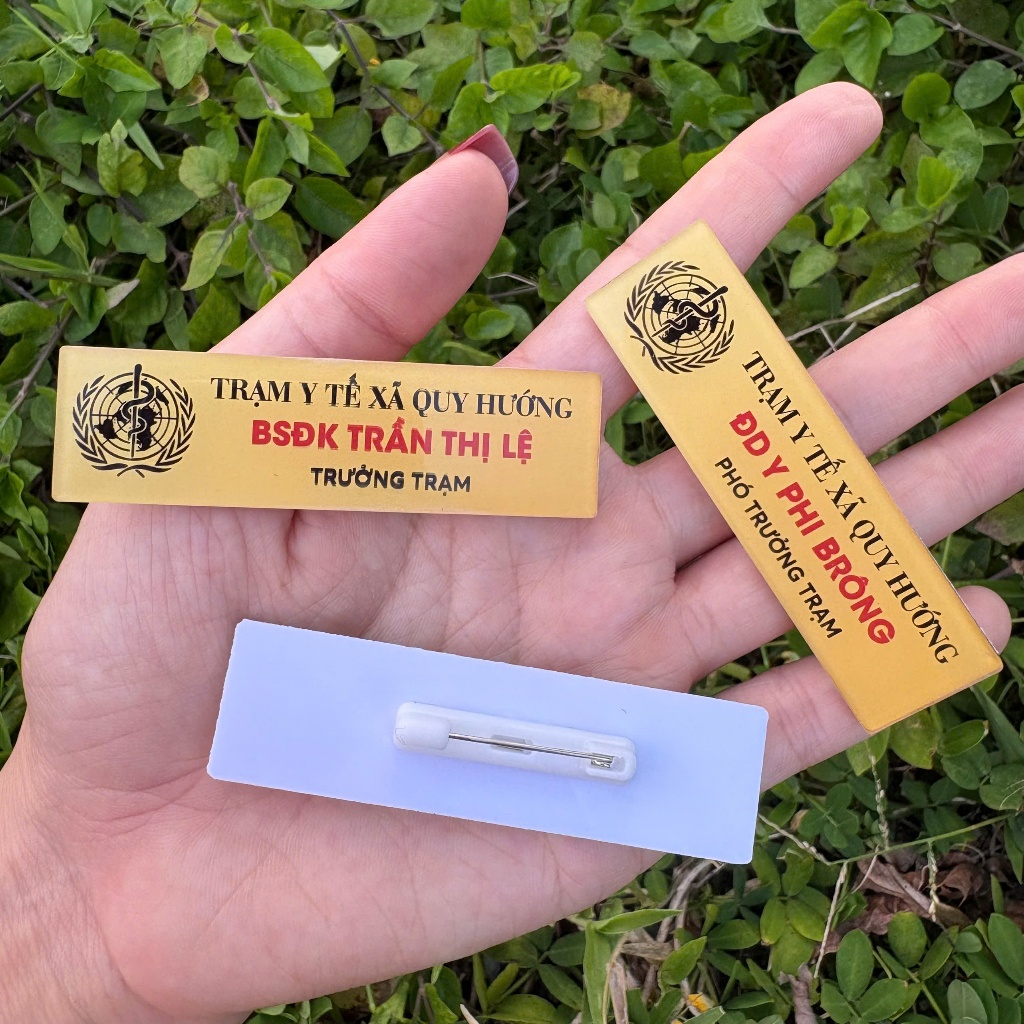 TRẠM Y TẾ XÃ QUY HƯỚNG
BSĐK TRẦN THỊ LỆ
TRƯỞNG TRẠM
TRẠM Y TẾ XÃ QUY HƯỚNG
ĐD Y PHI BRÔNG
PHÓ TRƯỞNG TRẠM